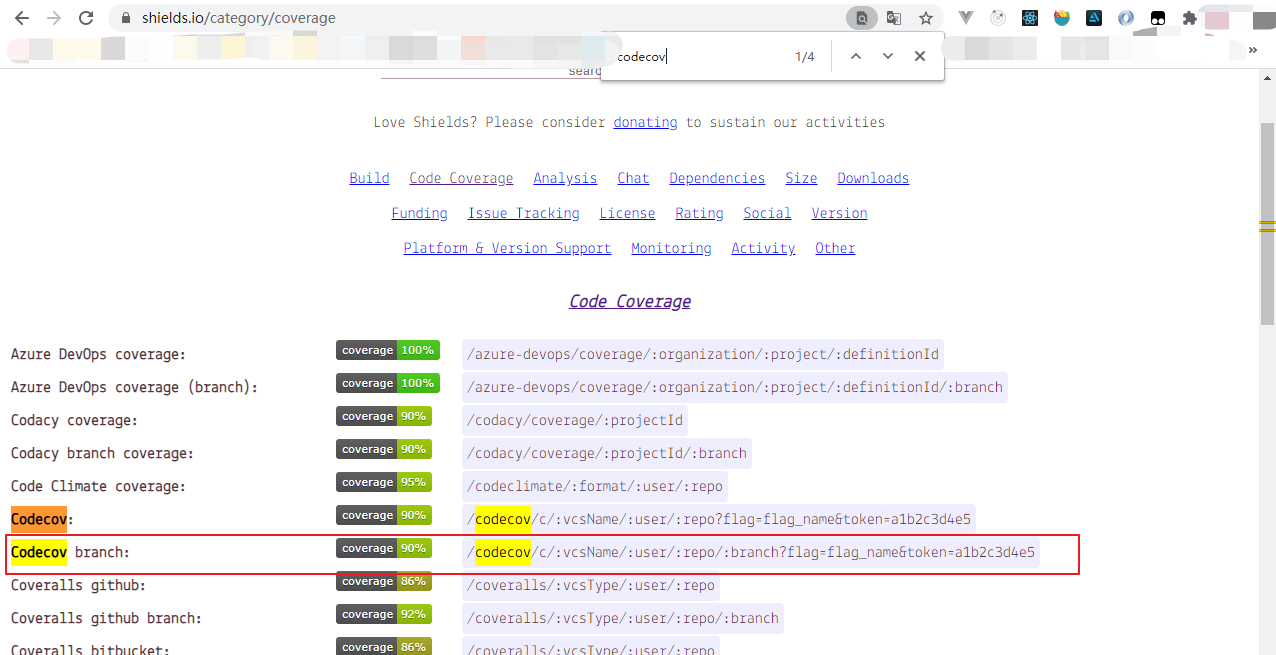 shields.io/category/coverage
codecov 1/4
searc
Love Shields? Please consider donating to sustain our activities
Build Code Coverage Analysis Chat Dependencies Size Downloads
Funding Issue Tracking License Rating Social Version
Platform & Version Support Monitoring Activity Other
Code Coverage
Azure DevOps coverage: coverage 100% /azure-devops/coverage/:organization/:project/:definitionId
Azure DevOps coverage (branch): coverage 100% /azure-devops/coverage/:organization/:project/:definitionId/:branch
Codacy coverage: coverage 90% /codacy/coverage/:projectId
Codacy branch coverage: coverage 90% /codacy/coverage/:projectId/:branch
Code Climate coverage: coverage 95% /codeclimate/:format/:user/:repo
Codecov: coverage 90% /codecov/c/:vcsName/:user/:repo?flag=flag_name&token=a1b2c3d4e5
Codecov branch: coverage 90% /codecov/c/:vcsName/:user/:repo/:branch?flag=flag_name&token=a1b2c3d4e5
Coveralls github: coverage 86% /coveralls/:vcsType/:user/:repo
Coveralls github branch: coverage 92% /coveralls/:vcsType/:user/:repo/:branch
Coveralls bitbucket: coverage 86% /coveralls/:vcsType/:user/:repo